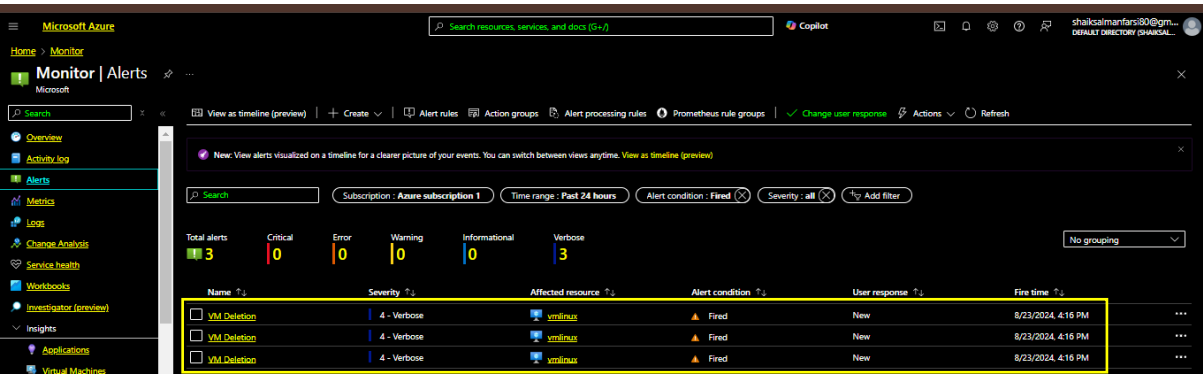 Microsoft Azure
Search resources, services, and docs (G+/)
Copilot
shaiksalmanfarsi80@gm...
DEFAULT DIRECTORY (SHAIKSAL...
Home > Monitor
Monitor | Alerts
Microsoft
Search
View as timeline (preview)
Create
Alert rules
Action groups
Alert processing rules
Prometheus rule groups
Change user response
Actions
Refresh
Overview
Activity log
Alerts
Metrics
Logs
Change Analysis
Service health
Workbooks
Investigator (preview)
Insights
Applications
Virtual Machines
New: View alerts visualized on a timeline for a clearer picture of your events. You can switch between views anytime. View as timeline (preview)
Search
Subscription : Azure subscription 1
Time range : Past 24 hours
Alert condition : Fired
Severity : all
Add filter
Total alerts Critical Error Warning Informational Verbose
3 0 0 0 0 3
No grouping
Name Severity Affected resource Alert condition User response Fire time
VM Deletion 4 - Verbose vmlinux Fired New 8/23/2024, 4:16 PM
VM Deletion 4 - Verbose vmlinux Fired New 8/23/2024, 4:16 PM
VM Deletion 4 - Verbose vmlinux Fired New 8/23/2024, 4:16 PM